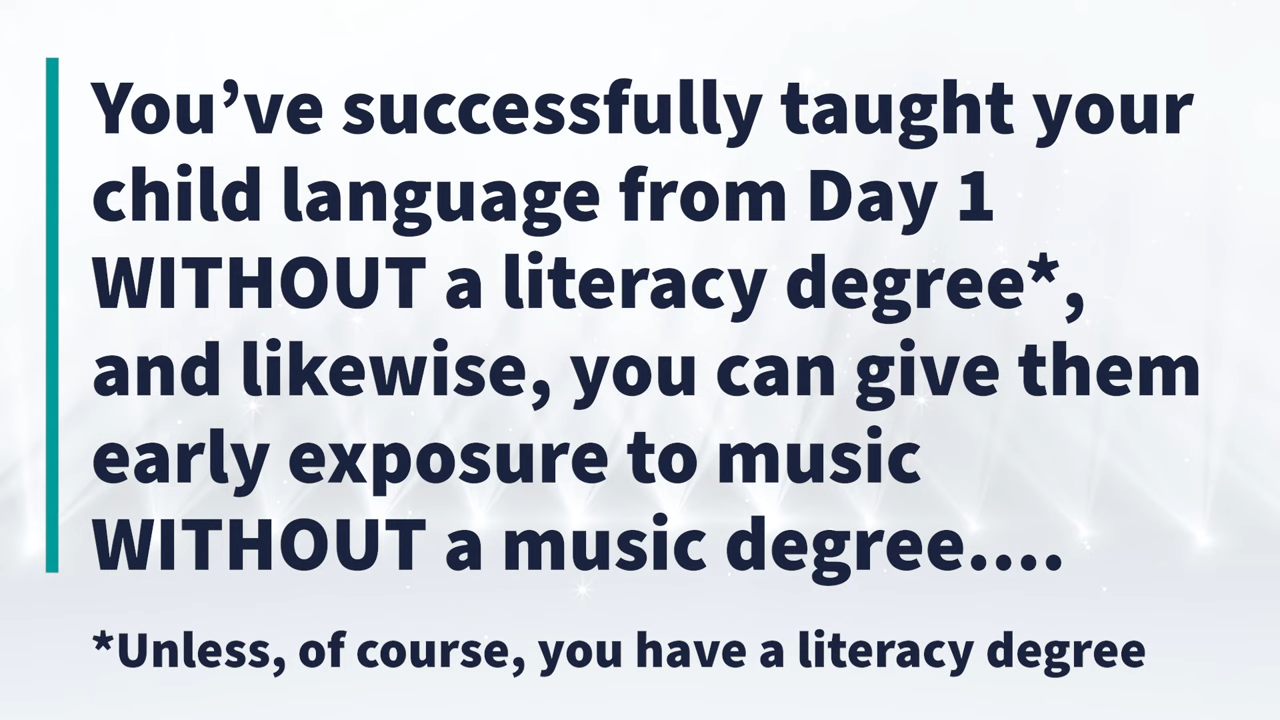 You’ve successfully taught your
child language from Day 1
WITHOUT a literacy degree*,
and likewise, you can give them
early exposure to music
WITHOUT a music degree....
*Unless, of course, you have a literacy degree